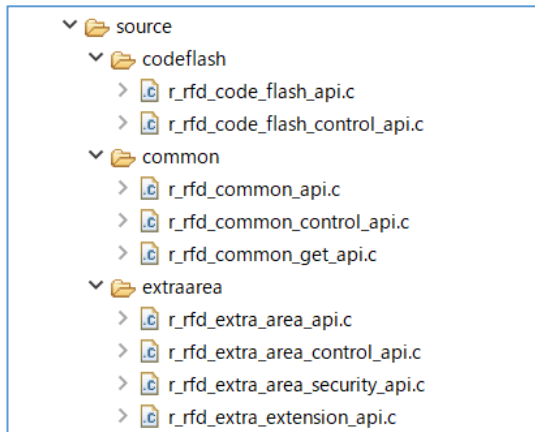 source
codeflash
.c r_rfd_code_flash_api.c
.c r_rfd_code_flash_control_api.c
common
.c r_rfd_common_api.c
.c r_rfd_common_control_api.c
.c r_rfd_common_get_api.c
extraarea
.c r_rfd_extra_area_api.c
.c r_rfd_extra_area_control_api.c
.c r_rfd_extra_area_security_api.c
.c r_rfd_extra_extension_api.c